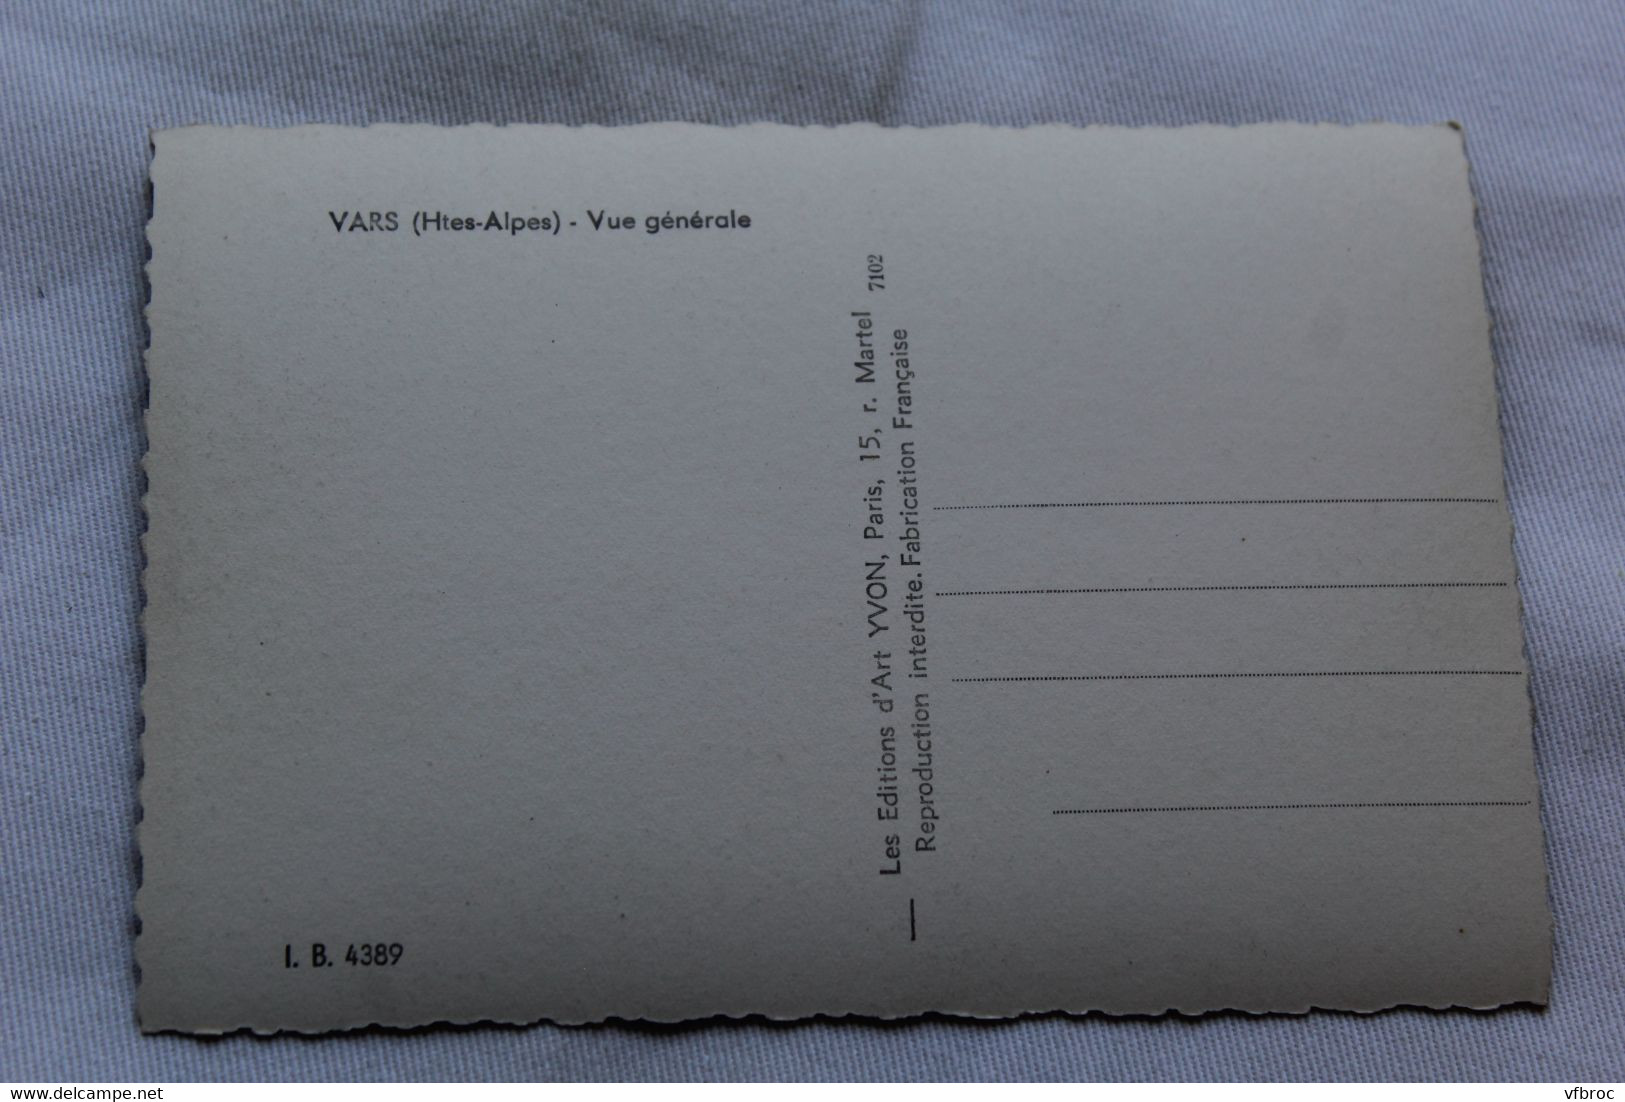 VARS (Htes-Alpes) - Vue générale
Les Editions d'Art YVON, Paris, 15, r. Martel 7102
Reproduction interdite. Fabrication Française
I. B. 4389
https://www.delcampe.net
vfbroc